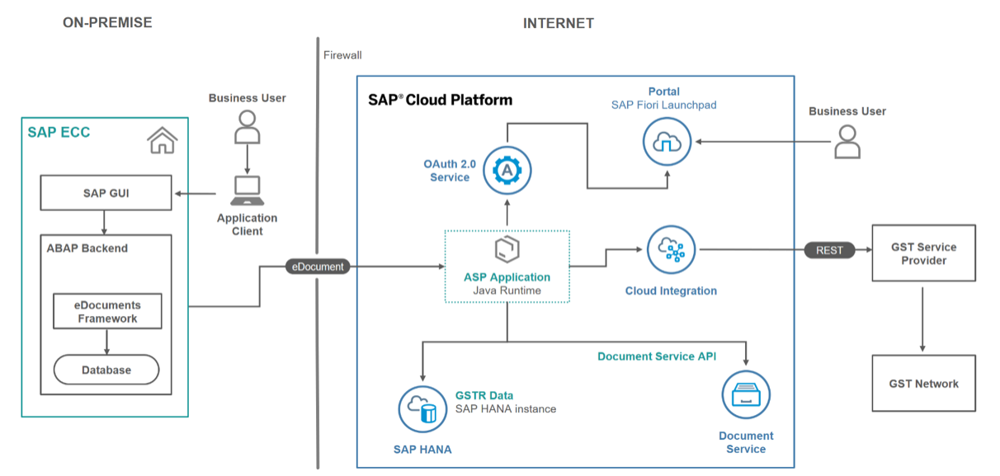 ON-PREMISE
INTERNET
Firewall
SAP ECC
Business User
SAP GUI
Application
Client
ABAP Backend
eDocuments
Framework
Database
eDocument
SAP® Cloud Platform
Portal
SAP Fiori Launchpad
Business User
OAuth 2.0
Service
A
ASP Application
Java Runtime
Cloud Integration
REST
GST Service
Provider
GST Network
Document Service API
GSTR Data
SAP HANA instance
SAP HANA
Document
Service